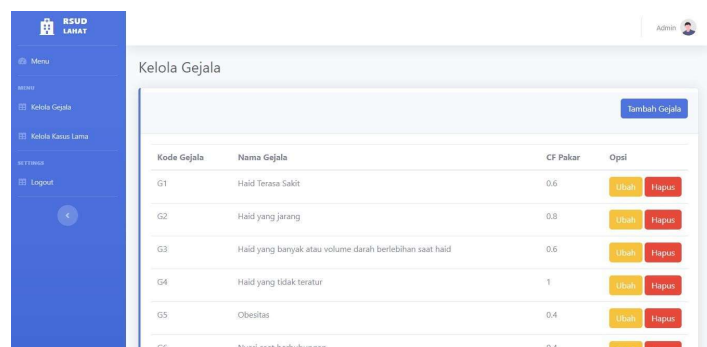 RSUD
LAHAT
Admin
Menu
Kelola Gejala
MENU
Kelola Gejala
Tambah Gejala
Kelola Kasus Lama
Kode Gejala Nama Gejala CF Pakar Opsi
SETTINGS
Logout
G1 Haid Terasa Sakit 0.6 Ubah Hapus
G2 Haid yang jarang 0.8 Ubah Hapus
G3 Haid yang banyak atau volume darah berlebihan saat haid 0.6 Ubah Hapus
G4 Haid yang tidak teratur 1 Ubah Hapus
G5 Obesitas 0.4 Ubah Hapus